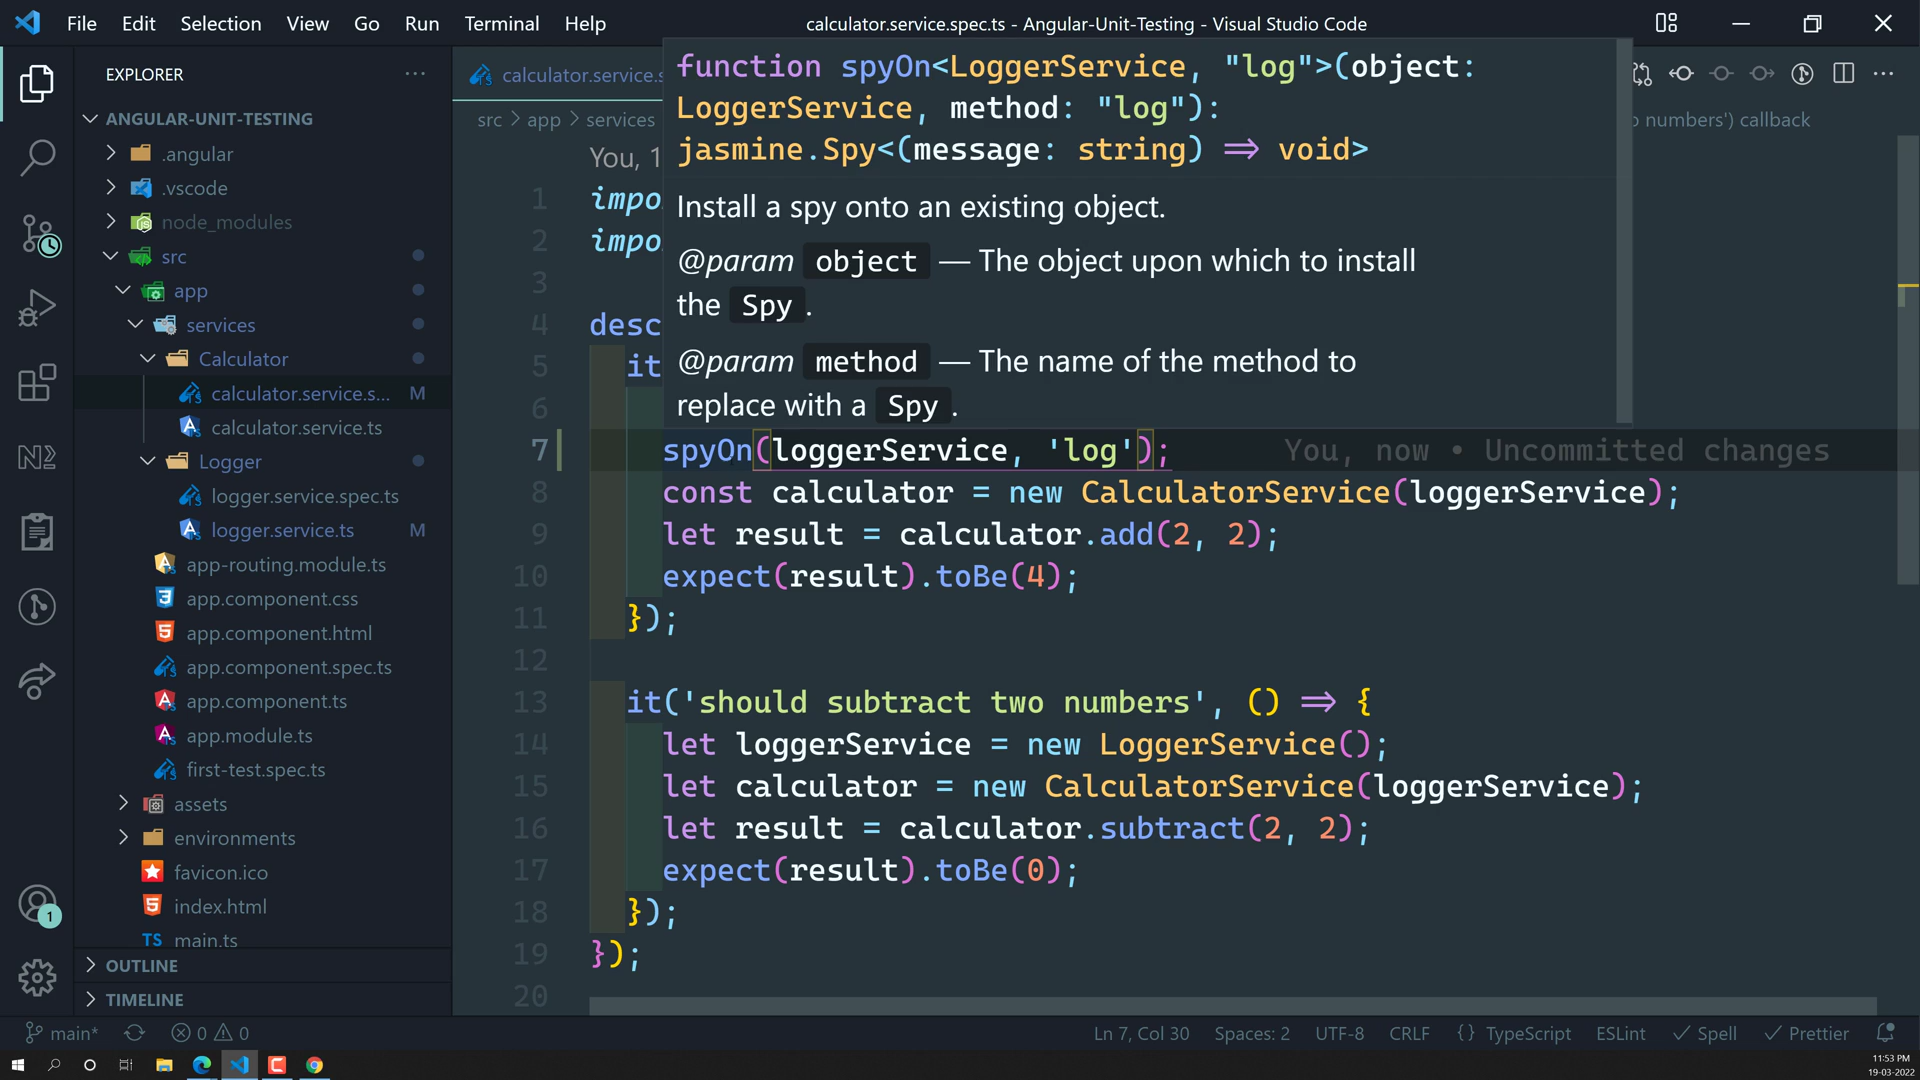 File Edit Selection View Go Run Terminal Help
calculator.service.spec.ts - Angular-Unit-Testing - Visual Studio Code
EXPLORER
ANGULAR-UNIT-TESTING
.angular
.vscode
node_modules
src
app
services
Calculator
calculator.service.s... M
calculator.service.ts
Logger
logger.service.spec.ts
logger.service.ts M
app-routing.module.ts
app.component.css
app.component.html
app.component.spec.ts
app.component.ts
app.module.ts
first-test.spec.ts
assets
environments
favicon.ico
index.html
TS main.ts
OUTLINE
TIMELINE
1
calculator.service.s
src > app > services
numbers') callback
function spyOn<LoggerService, "log">(object:
LoggerService, method: "log"):
jasmine.Spy<(message: string) => void>
Install a spy onto an existing object.
@param object — The object upon which to install
the Spy.
@param method — The name of the method to
replace with a Spy.
You, 1
1 impo
2 impo
3
4 desc
5 it
6
7 spyOn(loggerService, 'log'); You, now • Uncommitted changes
8 const calculator = new CalculatorService(loggerService);
9 let result = calculator.add(2, 2);
10 expect(result).toBe(4);
11 });
12
13 it('should subtract two numbers', () => {
14 let loggerService = new LoggerService();
15 let calculator = new CalculatorService(loggerService);
16 let result = calculator.subtract(2, 2);
17 expect(result).toBe(0);
18 });
19 });
20
main* 0 0 Ln 7, Col 30 Spaces: 2 UTF-8 CRLF {} TypeScript ESLint Spell Prettier
11:53 PM
19-03-2022